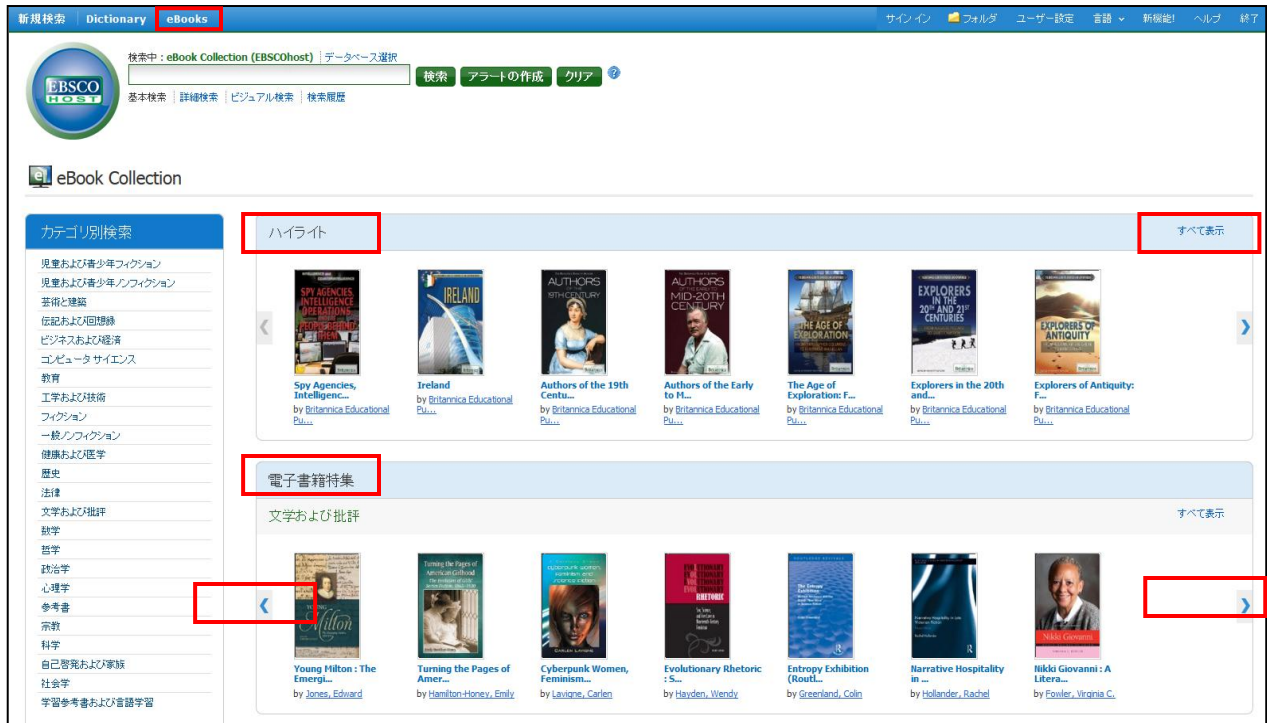 新規検索 Dictionary eBooks サイン イン フォルダ ユーザー設定 言語 新機能! ヘルプ 終了
検索中 : eBook Collection (EBSCOhost) データベース選択
検索 アラートの作成 クリア ?
基本検索 詳細検索 ビジュアル検索 検索履歴
EBSCO
HOST
eBook Collection
カテゴリ別検索
児童および青少年フィクション
児童および青少年ノンフィクション
芸術と建築
伝記および回想録
ビジネスおよび経済
コンピュータ サイエンス
教育
工学および技術
フィクション
一般ノンフィクション
健康および医学
歴史
法律
文学および批評
数学
哲学
政治学
心理学
参考書
宗教
科学
自己啓発および家族
社会学
学習参考書および言語学習
ハイライト すべて表示
SPY AGENCIES,
INTELLIGENCE
OPERATIONS
PEOPLE BEHIND
THEM
IRELAND
AUTHORS
OF THE
19TH CENTURY
AUTHORS
OF THE EARLY TO
MID-20TH
CENTURY
THE AGE OF
EXPLORATION
EXPLORERS
IN THE
20TH AND 21ST
CENTURIES
EXPLORERS OF
ANTIQUITY
Spy Agencies,
Intelligenc...
by Britannica Educational
Pu...
Ireland
by Britannica Educational
Pu...
Authors of the 19th
Centu...
by Britannica Educational
Pu...
Authors of the Early
to M...
by Britannica Educational
Pu...
The Age of
Exploration: F...
by Britannica Educational
Pu...
Explorers in the 20th
and...
by Britannica Educational
Pu...
Explorers of Antiquity:
F...
by Britannica Educational
Pu...
電子書籍特集
文学および批評 すべて表示
YOUNG
Milton
Turning the Pages of
American Girlhood
cyberpunk women,
feminism and
science fiction
CARLEN LAVIGNE
RHETORIC
The Entropy
Exhibition
Nikki Giovanni
Young Milton : The
Emergi...
by Jones, Edward
Turning the Pages of
Amer...
by Hamilton-Honey, Emily
Cyberpunk Women,
Feminism...
by Lavigne, Carlen
Evolutionary Rhetoric
: S...
by Hayden, Wendy
Entropy Exhibition
(Routl...
by Greenland, Colin
Narrative Hospitality
in ...
by Hollander, Rachel
Nikki Giovanni : A
Litera...
by Fowler, Virginia C.